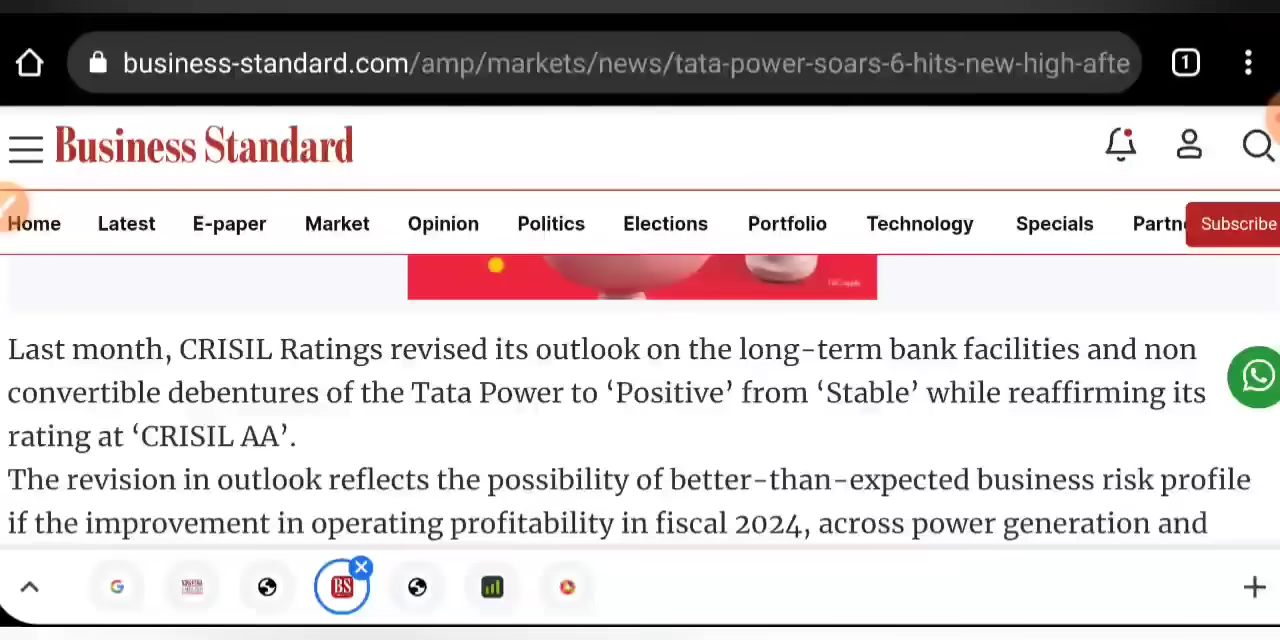 business-standard.com/amp/markets/news/tata-power-soars-6-hits-new-high-afte
1
Business Standard
Home Latest E-paper Market Opinion Politics Elections Portfolio Technology Specials Partn Subscribe
Last month, CRISIL Ratings revised its outlook on the long-term bank facilities and non
convertible debentures of the Tata Power to ‘Positive’ from ‘Stable’ while reaffirming its
rating at ‘CRISIL AA’.
The revision in outlook reflects the possibility of better-than-expected business risk profile
if the improvement in operating profitability in fiscal 2024, across power generation and
G
BS